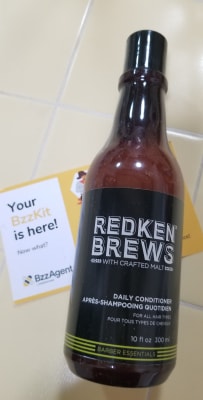 Your
BzzKit
is here!
Now what?
BzzAgent
REDKEN
BREWS
WITH CRAFTED MALT
DAILY CONDITIONER
APRÈS-SHAMPOOING QUOTIDIEN
FOR ALL HAIR TYPES
POUR TOUS TYPES DE CHEVEUX
10 fl oz 300 ml
BARBER ESSENTIALS